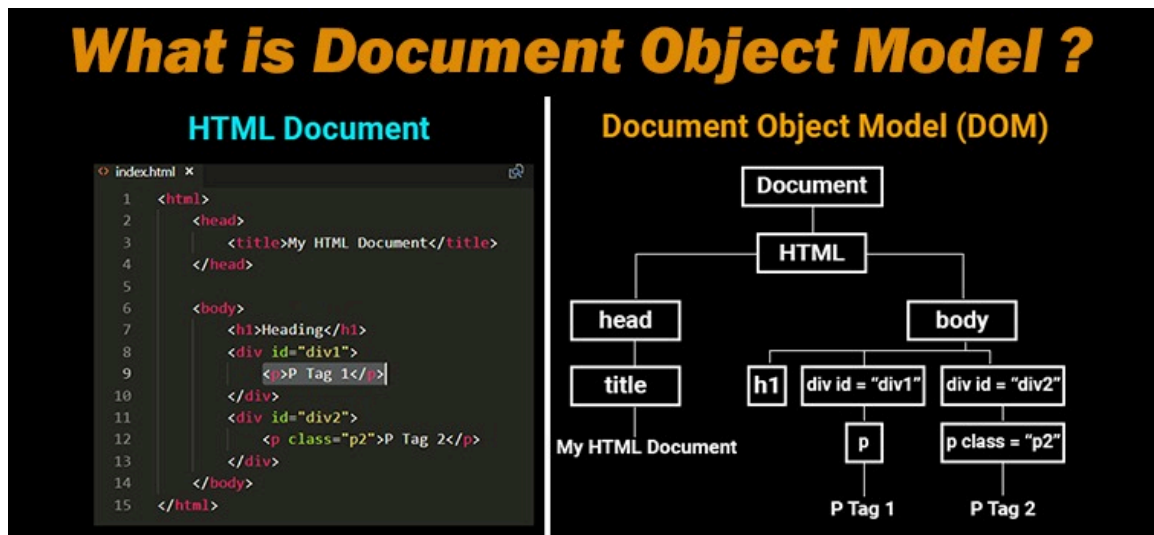 What is Document Object Model ?
HTML Document
index.html ×
1 <html>
2 <head>
3 <title>My HTML Document</title>
4 </head>
5
6 <body>
7 <h1>Heading</h1>
8 <div id="div1">
9 <p>P Tag 1</p>
10 </div>
11 <div id="div2">
12 <p class="p2">P Tag 2</p>
13 </div>
14 </body>
15 </html>
Document Object Model (DOM)
Document
HTML
head body
title h1 div id = “div1” div id = “div2”
My HTML Document p p class = “p2”
P Tag 1 P Tag 2